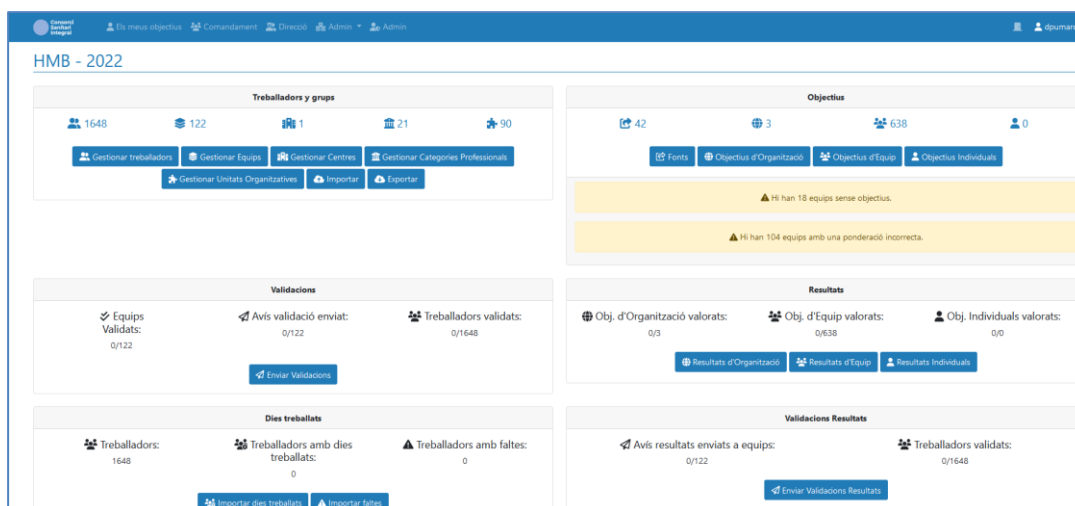 Consorci
Sanitari
Integral
Els meus objectius Comandament Direcció Admin Admin
dpuman
HMB - 2022
Treballadors y grups
1648 122 1 21 90
Gestionar treballadors Gestionar Equips Gestionar Centres Gestionar Categories Professionals
Gestionar Unitats Organitzatives Importar Exportar
Objectius
42 3 638 0
Fonts Objectius d'Organització Objectius d'Equip Objectius Individuals
Hi han 18 equips sense objectius.
Hi han 104 equips amb una ponderació incorrecta.
Validacions
Equips
Validats:
0/122
Avís validació enviat:
0/122
Treballadors validats:
0/1648
Enviar Validacions
Resultats
Obj. d'Organització valorats:
0/3
Obj. d'Equip valorats:
0/638
Obj. Individuals valorats:
0/0
Resultats d'Organització Resultats d'Equip Resultats Individuals
Dies treballats
Treballadors:
1648
Treballadors amb dies
treballats:
0
Treballadors amb faltes:
0
Importar dies treballats Importar faltes
Validacions Resultats
Avís resultats enviats a equips:
0/122
Treballadors validats:
0/1648
Enviar Validacions Resultats